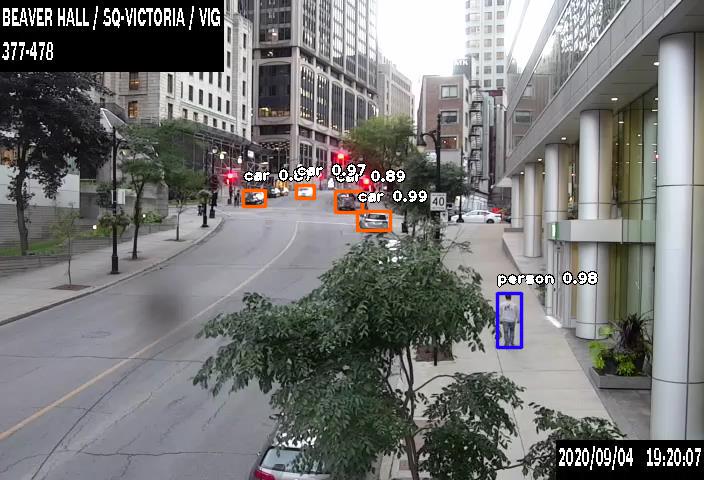 BEAVER HALL / SQ-VICTORIA / VIG
377-478
car 0.97
car 0.89
car 0.99
40
person 0.98
2020/09/04 19:20:07